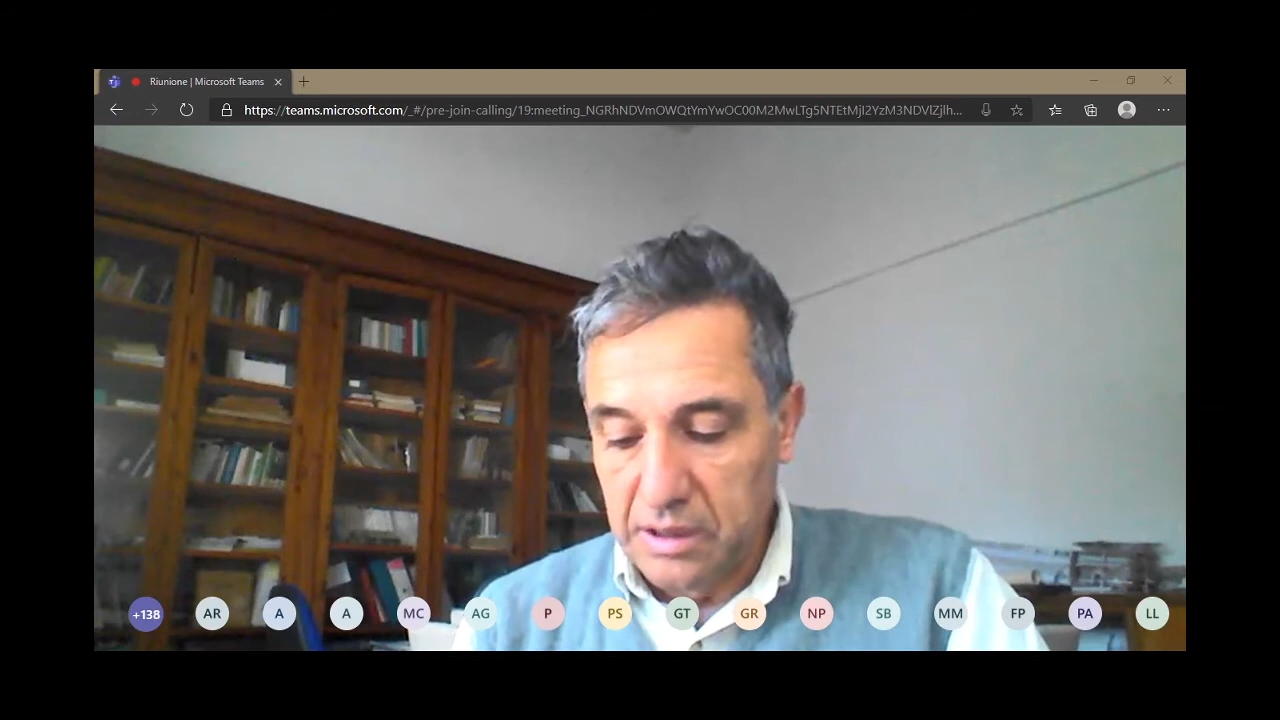 Riunione | Microsoft Teams
https://teams.microsoft.com/_#/pre-join-calling/19:meeting_NGRhNDVmOWQtYmYwOC00M2MwLTg5NTEtMjI2YzM3NDVlZjlh...
+138 AR A A MC AG P PS GT GR NP SB MM FP PA LL